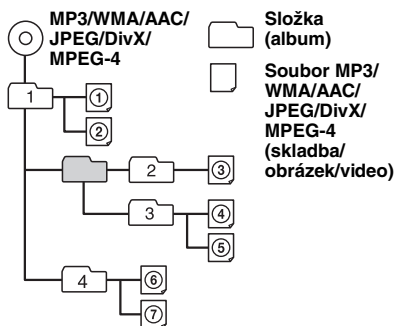 MP3/WMA/AAC/
JPEG/DivX/
MPEG-4
Složka
(album)
Soubor MP3/
WMA/AAC/
JPEG/DivX/
MPEG-4
(skladba/
obrázek/video)
1
①
②
2
③
3
④
⑤
4
⑥
⑦